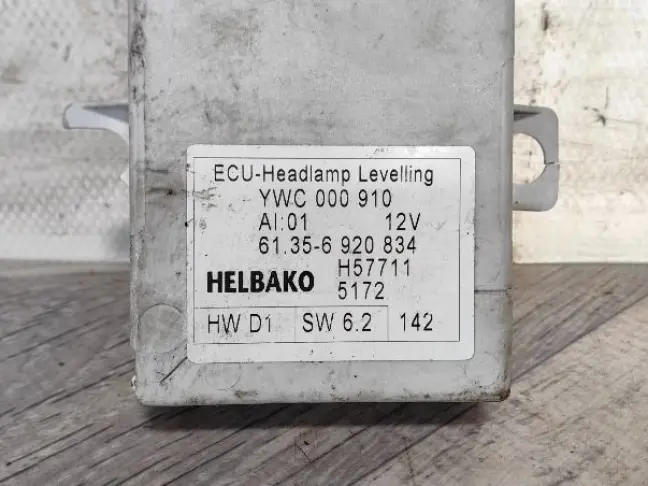 ECU-Headlamp Levelling
YWC 000 910
AI:01 12V
61.35-6 920 834
HELBAKO H57711
5172
HW D1 SW 6.2 142